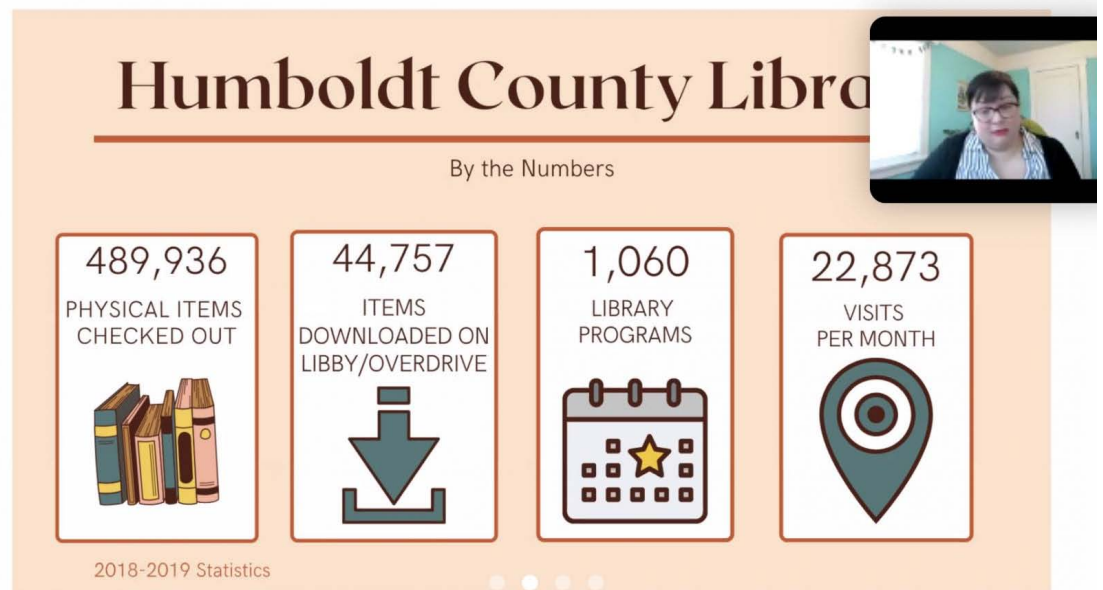 Humboldt County Libra
By the Numbers
489,936
PHYSICAL ITEMS
CHECKED OUT
44,757
ITEMS
DOWNLOADED ON
LIBBY/OVERDRIVE
1,060
LIBRARY
PROGRAMS
22,873
VISITS
PER MONTH
2018-2019 Statistics